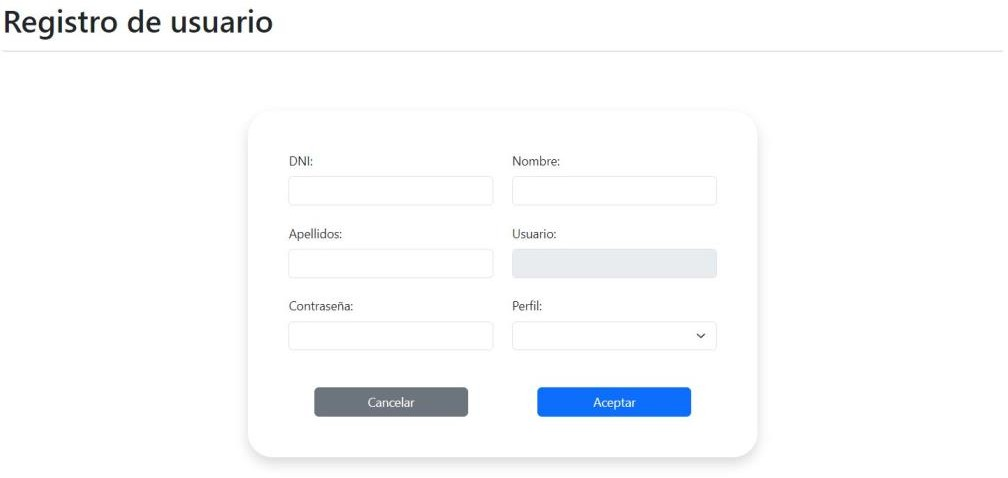 Registro de usuario
DNI:
Nombre:
Apellidos:
Usuario:
Contraseña:
Perfil:
Cancelar
Aceptar